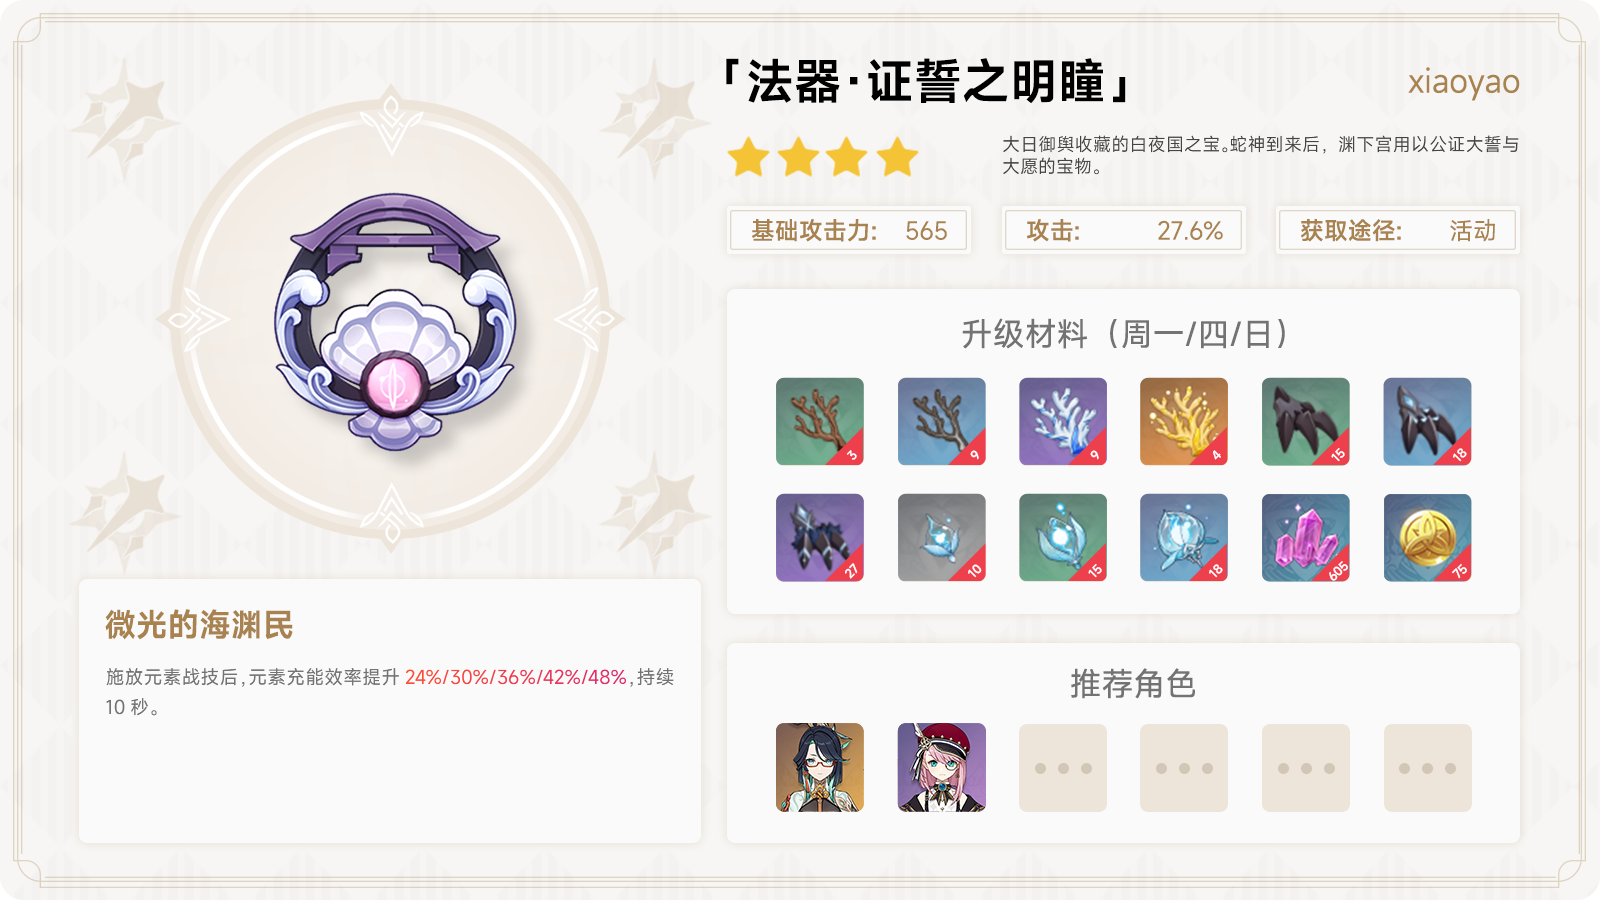 「法器·证誓之明瞳」
xiaoyao
大日御舆收藏的白夜国之宝。蛇神到来后，渊下宫用以公证大誓与
大愿的宝物。
基础攻击力: 565
攻击: 27.6%
获取途径: 活动
升级材料（周一/四/日）
3 9 9 4 15 18
27 10 15 18 605 75
微光的海渊民
施放元素战技后,元素充能效率提升 24%/30%/36%/42%/48%,持续
10 秒。
推荐角色